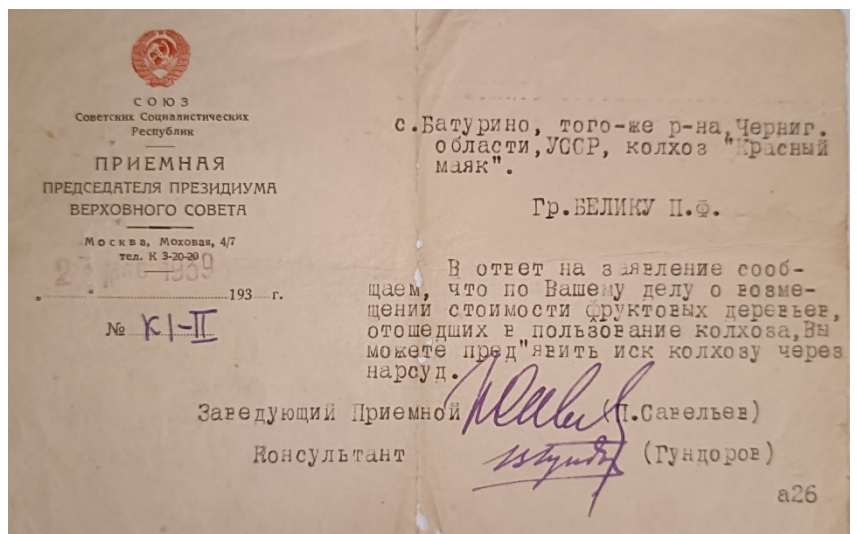 СОЮЗ
Советских Социалистических
Республик
ПРИЕМНАЯ
ПРЕДСЕДАТЕЛЯ ПРЕЗИДИУМА
ВЕРХОВНОГО СОВЕТА
Москва, Моховая, 4/7
тел. К 3-20-20
1939
„ “ 193 г.
№ К1-II
с.Батурино, того-же р-на,Черниг.
области,УССР, колхоз "Красный
маяк".
Гр.БЕЛИКУ П.Ф.
В ответ на заявление сооб-
щаем, что по Вашему делу о возме-
щении стоимости фруктовых деревьев,
отошедших в пользование колхоза,Вы
можете пред"явить иск колхозу через
нарсуд.
Заведующий Приемной (П.Савельев)
Консультант (Гундоров)
а26